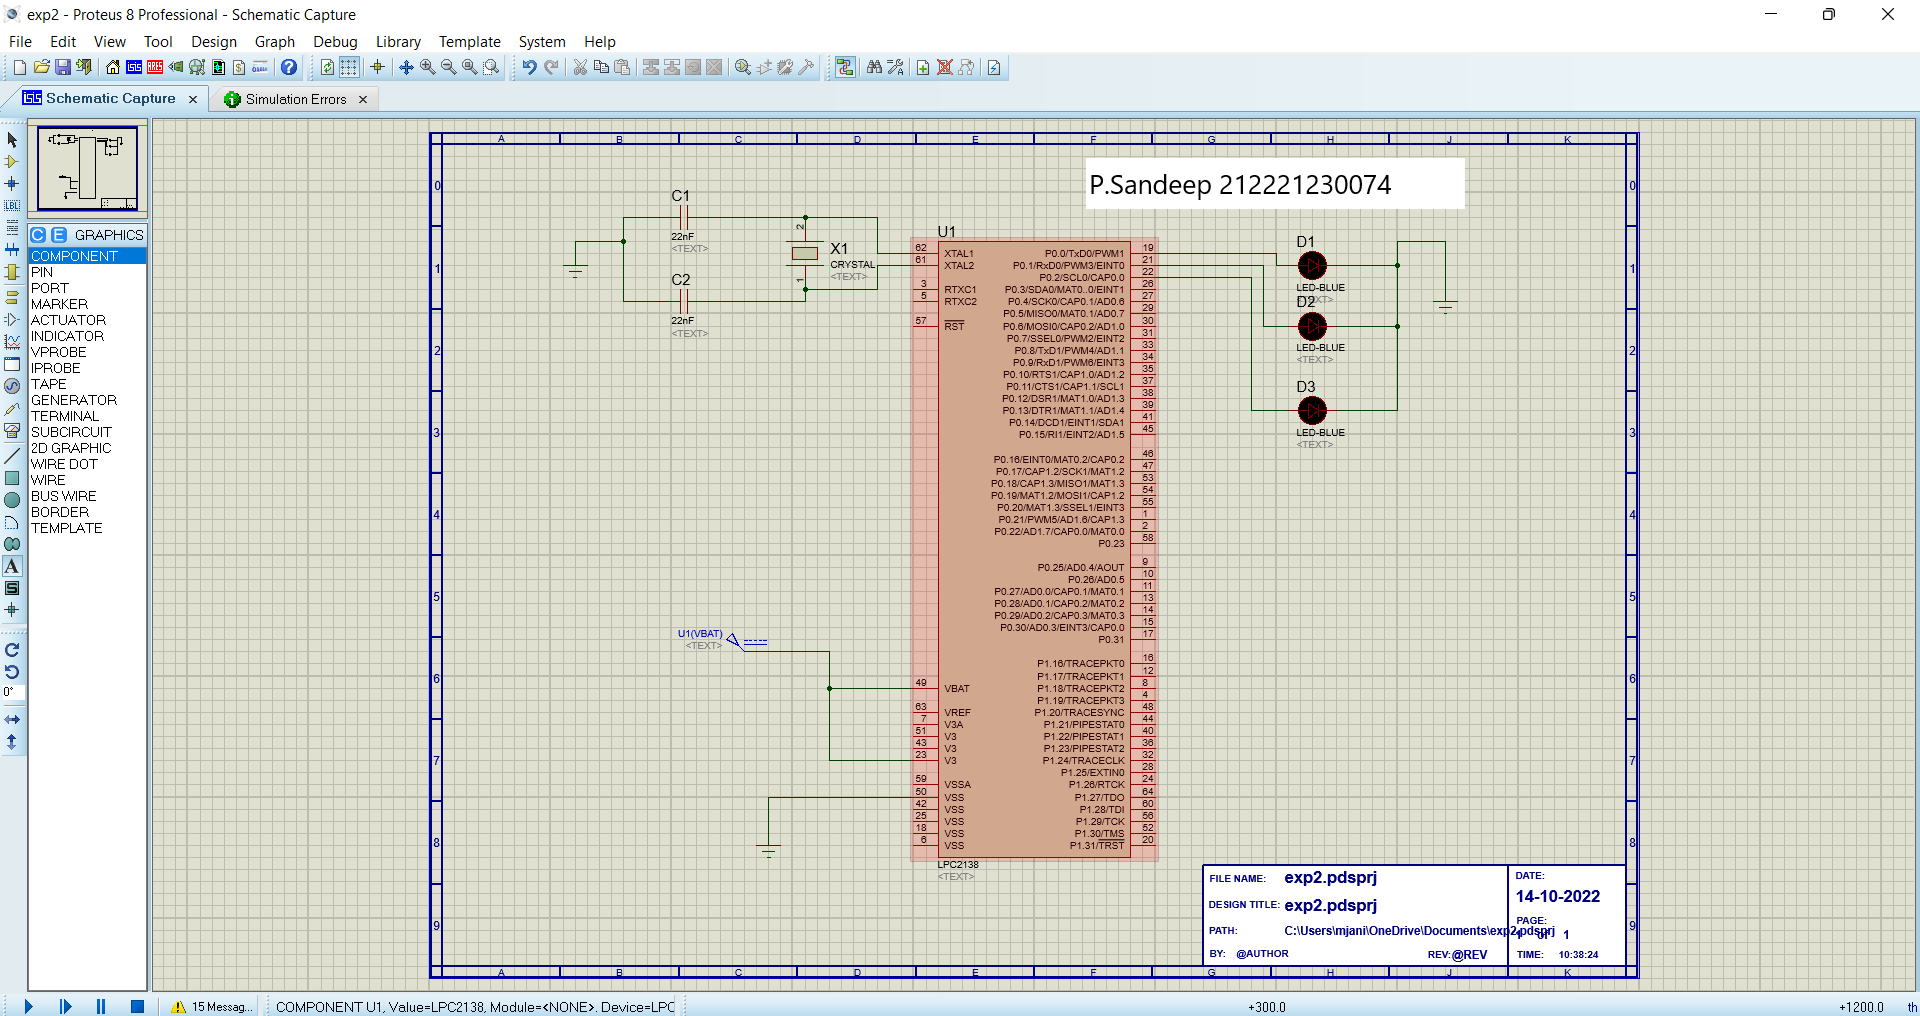 exp2 - Proteus 8 Professional - Schematic Capture
File Edit View Tool Design Graph Debug Library Template System Help
Schematic Capture
Simulation Errors
GRAPHICS
COMPONENT
PIN
PORT
MARKER
ACTUATOR
INDICATOR
VPROBE
IPROBE
TAPE
GENERATOR
TERMINAL
SUBCIRCUIT
2D GRAPHIC
WIRE DOT
WIRE
BUS WIRE
BORDER
TEMPLATE
0°
A B C D E F G H J K
0
1
2
3
4
5
6
7
8
9
P.Sandeep 212221230074
C1
22nF
<TEXT>
C2
22nF
<TEXT>
2
1
X1
CRYSTAL
<TEXT>
U1
62 XTAL1
61 XTAL2
3 RTXC1
5 RTXC2
57 RST
49 VBAT
63 VREF
7 V3A
51 V3
43 V3
23 V3
59 VSSA
50 VSS
42 VSS
25 VSS
18 VSS
6 VSS
P0.0/TxD0/PWM1 19
P0.1/RxD0/PWM3/EINT0 21
P0.2/SCL0/CAP0.0 22
P0.3/SDA0/MAT0..0/EINT1 26
P0.4/SCK0/CAP0.1/AD0.6 27
P0.5/MISO0/MAT0.1/AD0.7 29
P0.6/MOSI0/CAP0.2/AD1.0 30
P0.7/SSEL0/PWM2/EINT2 31
P0.8/TxD1/PWM4/AD1.1 33
P0.9/RxD1/PWM6/EINT3 34
P0.10/RTS1/CAP1.0/AD1.2 35
P0.11/CTS1/CAP1.1/SCL1 37
P0.12/DSR1/MAT1.0/AD1.3 38
P0.13/DTR1/MAT1.1/AD1.4 39
P0.14/DCD1/EINT1/SDA1 41
P0.15/RI1/EINT2/AD1.5 45
P0.16/EINT0/MAT0.2/CAP0.2 46
P0.17/CAP1.2/SCK1/MAT1.2 47
P0.18/CAP1.3/MISO1/MAT1.3 53
P0.19/MAT1.2/MOSI1/CAP1.2 54
P0.20/MAT1.3/SSEL1/EINT3 55
P0.21/PWM5/AD1.6/CAP1.3 1
P0.22/AD1.7/CAP0.0/MAT0.0 2
P0.23 58
P0.25/AD0.4/AOUT 9
P0.26/AD0.5 10
P0.27/AD0.0/CAP0.1/MAT0.1 11
P0.28/AD0.1/CAP0.2/MAT0.2 13
P0.29/AD0.2/CAP0.3/MAT0.3 14
P0.30/AD0.3/EINT3/CAP0.0 15
P0.31 17
P1.16/TRACEPKT0 16
P1.17/TRACEPKT1 12
P1.18/TRACEPKT2 8
P1.19/TRACEPKT3 4
P1.20/TRACESYNC 48
P1.21/PIPESTAT0 44
P1.22/PIPESTAT1 40
P1.23/PIPESTAT2 36
P1.24/TRACECLK 32
P1.25/EXTIN0 28
P1.26/RTCK 24
P1.27/TDO 64
P1.28/TDI 60
P1.29/TCK 56
P1.30/TMS 52
P1.31/TRST 20
LPC2138
<TEXT>
U1(VBAT)
<TEXT>
D1
LED-BLUE
D2
LED-BLUE
<TEXT>
D3
LED-BLUE
<TEXT>
FILE NAME: exp2.pdsprj
DESIGN TITLE: exp2.pdsprj
PATH: C:\Users\mjani\OneDrive\Documents\exp2.pdsprj
BY: @AUTHOR REV:@REV
DATE:
14-10-2022
PAGE:
1
TIME: 10:38:24
A B C D E F G H J K
15 Messag...
COMPONENT U1, Value=LPC2138, Module=<NONE>. Device=LPC
+300.0
+1200.0
th